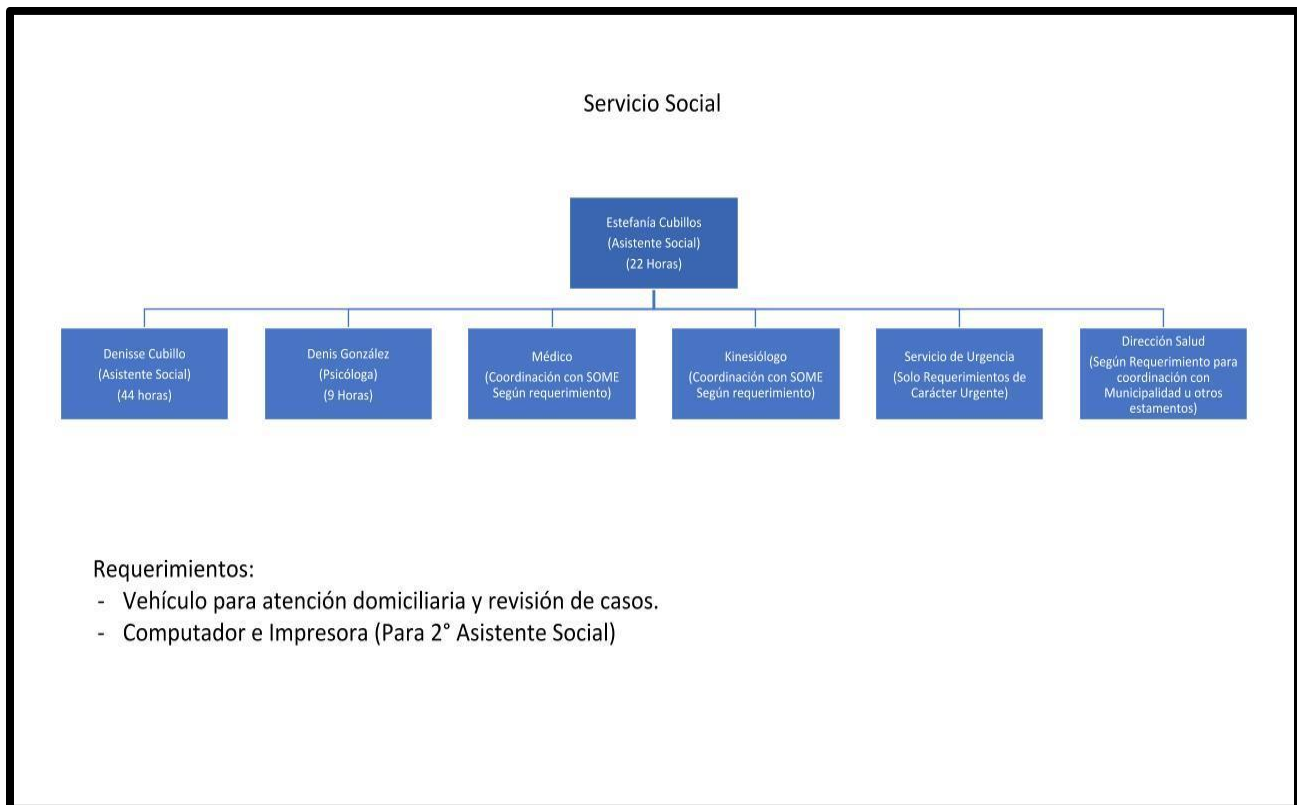 Servicio Social
Estefanía Cubillos
(Asistente Social)
(22 Horas)
Denisse Cubillo
(Asistente Social)
(44 horas)
Denis González
(Psicóloga)
(9 Horas)
Médico
(Coordinación con SOME
Según requerimiento)
Kinesiólogo
(Coordinación con SOME
Según requerimiento)
Servicio de Urgencia
(Solo Requerimientos de
Carácter Urgente)
Dirección Salud
(Según Requerimiento para
coordinación con
Municipalidad u otros
estamentos)
Requerimientos:
- Vehículo para atención domiciliaria y revisión de casos.
- Computador e Impresora (Para 2° Asistente Social)